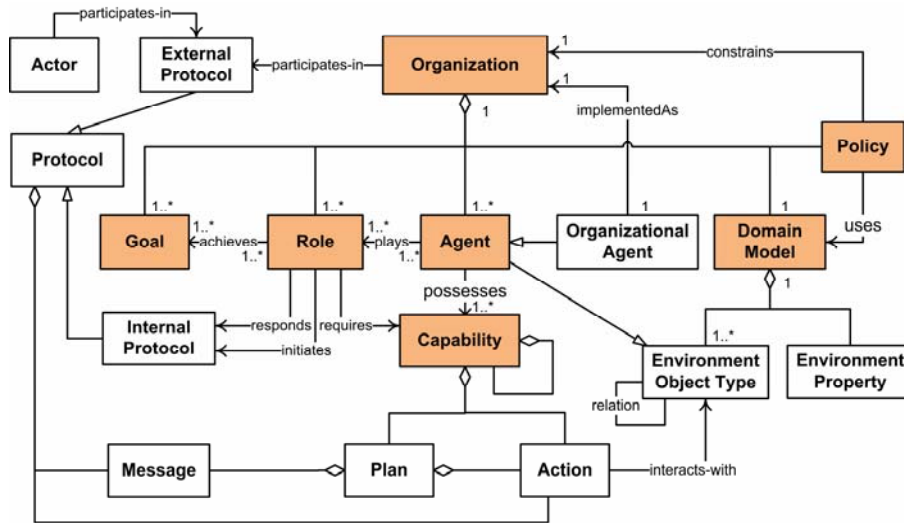 participates-in
Actor
External
Protocol
participates-in
Organization
1
constrains
1
implementedAs
1
Protocol
Policy
1..*
1..*
1..*
1
1
Goal
1..*
achieves
1..*
Role
1..*
plays
1..*
Agent
Organizational
Agent
Domain
Model
uses
possesses
1..*
1
Internal
Protocol
responds
requires
initiates
Capability
1..*
Environment
Object Type
Environment
Property
relation
Message
Plan
Action
interacts-with